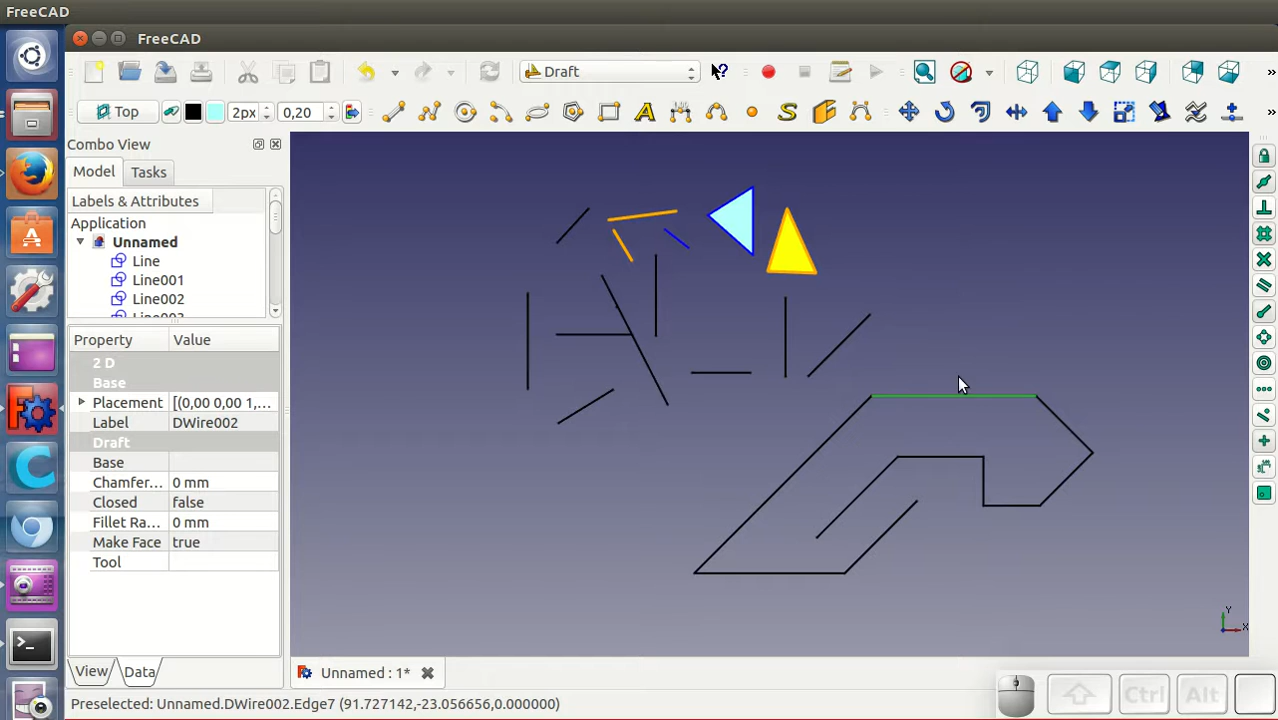 FreeCAD
FreeCAD
Draft
Top
2px
0,20
Combo View
Model
Tasks
Labels & Attributes
Application
Unnamed
Line
Line001
Line002
Property
Value
2 D
Base
Placement
[(0,00 0,00 1,...
Label
DWire002
Draft
Base
Chamfer...
0 mm
Closed
false
Fillet Ra...
0 mm
Make Face
true
Tool
View
Data
Unnamed : 1*
Y
X
Preselected: Unnamed.DWire002.Edge7 (91.727142,-23.056656,0.000000)
Ctrl
Alt